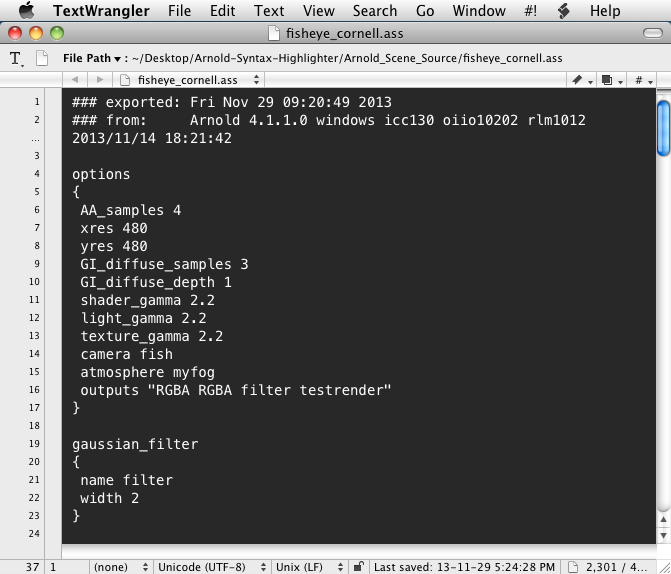 TextWrangler File Edit Text View Search Go Window #! Help
fisheye_cornell.ass
T File Path ▾ : ~/Desktop/Arnold-Syntax-Highlighter/Arnold_Scene_Source/fisheye_cornell.ass
fisheye_cornell.ass #
1 ### exported: Fri Nov 29 09:20:49 2013
2 ### from:     Arnold 4.1.1.0 windows icc130 oiio10202 rlm1012
... 2013/11/14 18:21:42
3
4 options
5 {
6  AA_samples 4
7  xres 480
8  yres 480
9  GI_diffuse_samples 3
10  GI_diffuse_depth 1
11  shader_gamma 2.2
12  light_gamma 2.2
13  texture_gamma 2.2
14  camera fish
15  atmosphere myfog
16  outputs "RGBA RGBA filter testrender"
17 }
18
19 gaussian_filter
20 {
21  name filter
22  width 2
23 }
24
37 1 (none) Unicode (UTF-8) Unix (LF) Last saved: 13-11-29 5:24:28 PM 2,301 / 4...